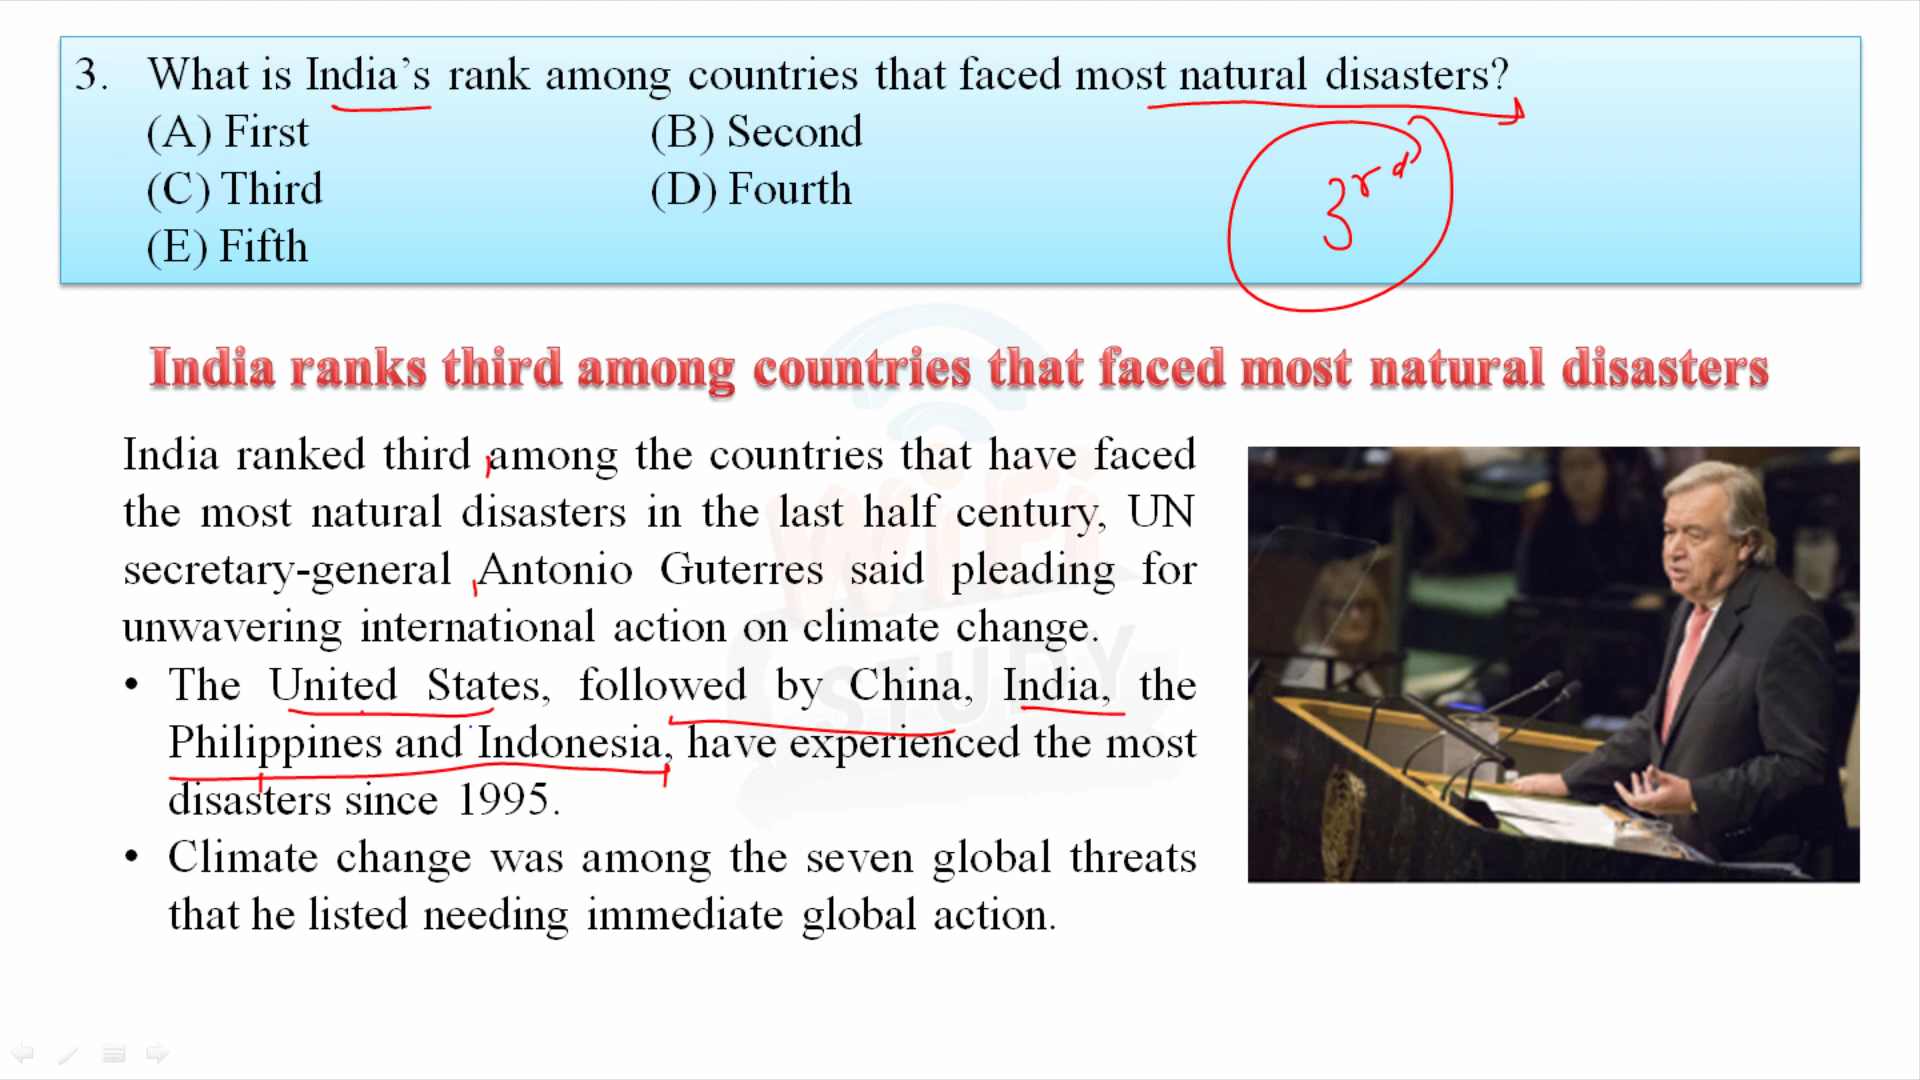 3. What is India’s rank among countries that faced most natural disasters?
(A) First (B) Second
(C) Third (D) Fourth
(E) Fifth
3rd
India ranks third among countries that faced most natural disasters
India ranked third among the countries that have faced
the most natural disasters in the last half century, UN
secretary-general Antonio Guterres said pleading for
unwavering international action on climate change.
• The United States, followed by China, India, the
Philippines and Indonesia, have experienced the most
disasters since 1995.
• Climate change was among the seven global threats
that he listed needing immediate global action.
WiFi
STUDY